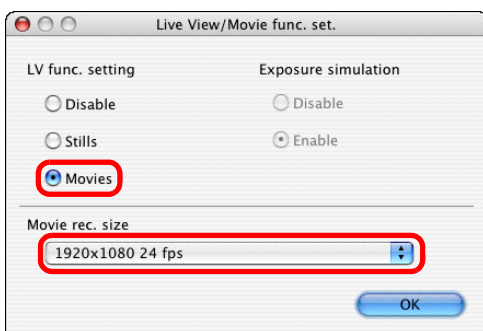 Live View/Movie func. set.
LV func. setting
Exposure simulation
Disable
Disable
Stills
Enable
Movies
Movie rec. size
1920x1080 24 fps
OK